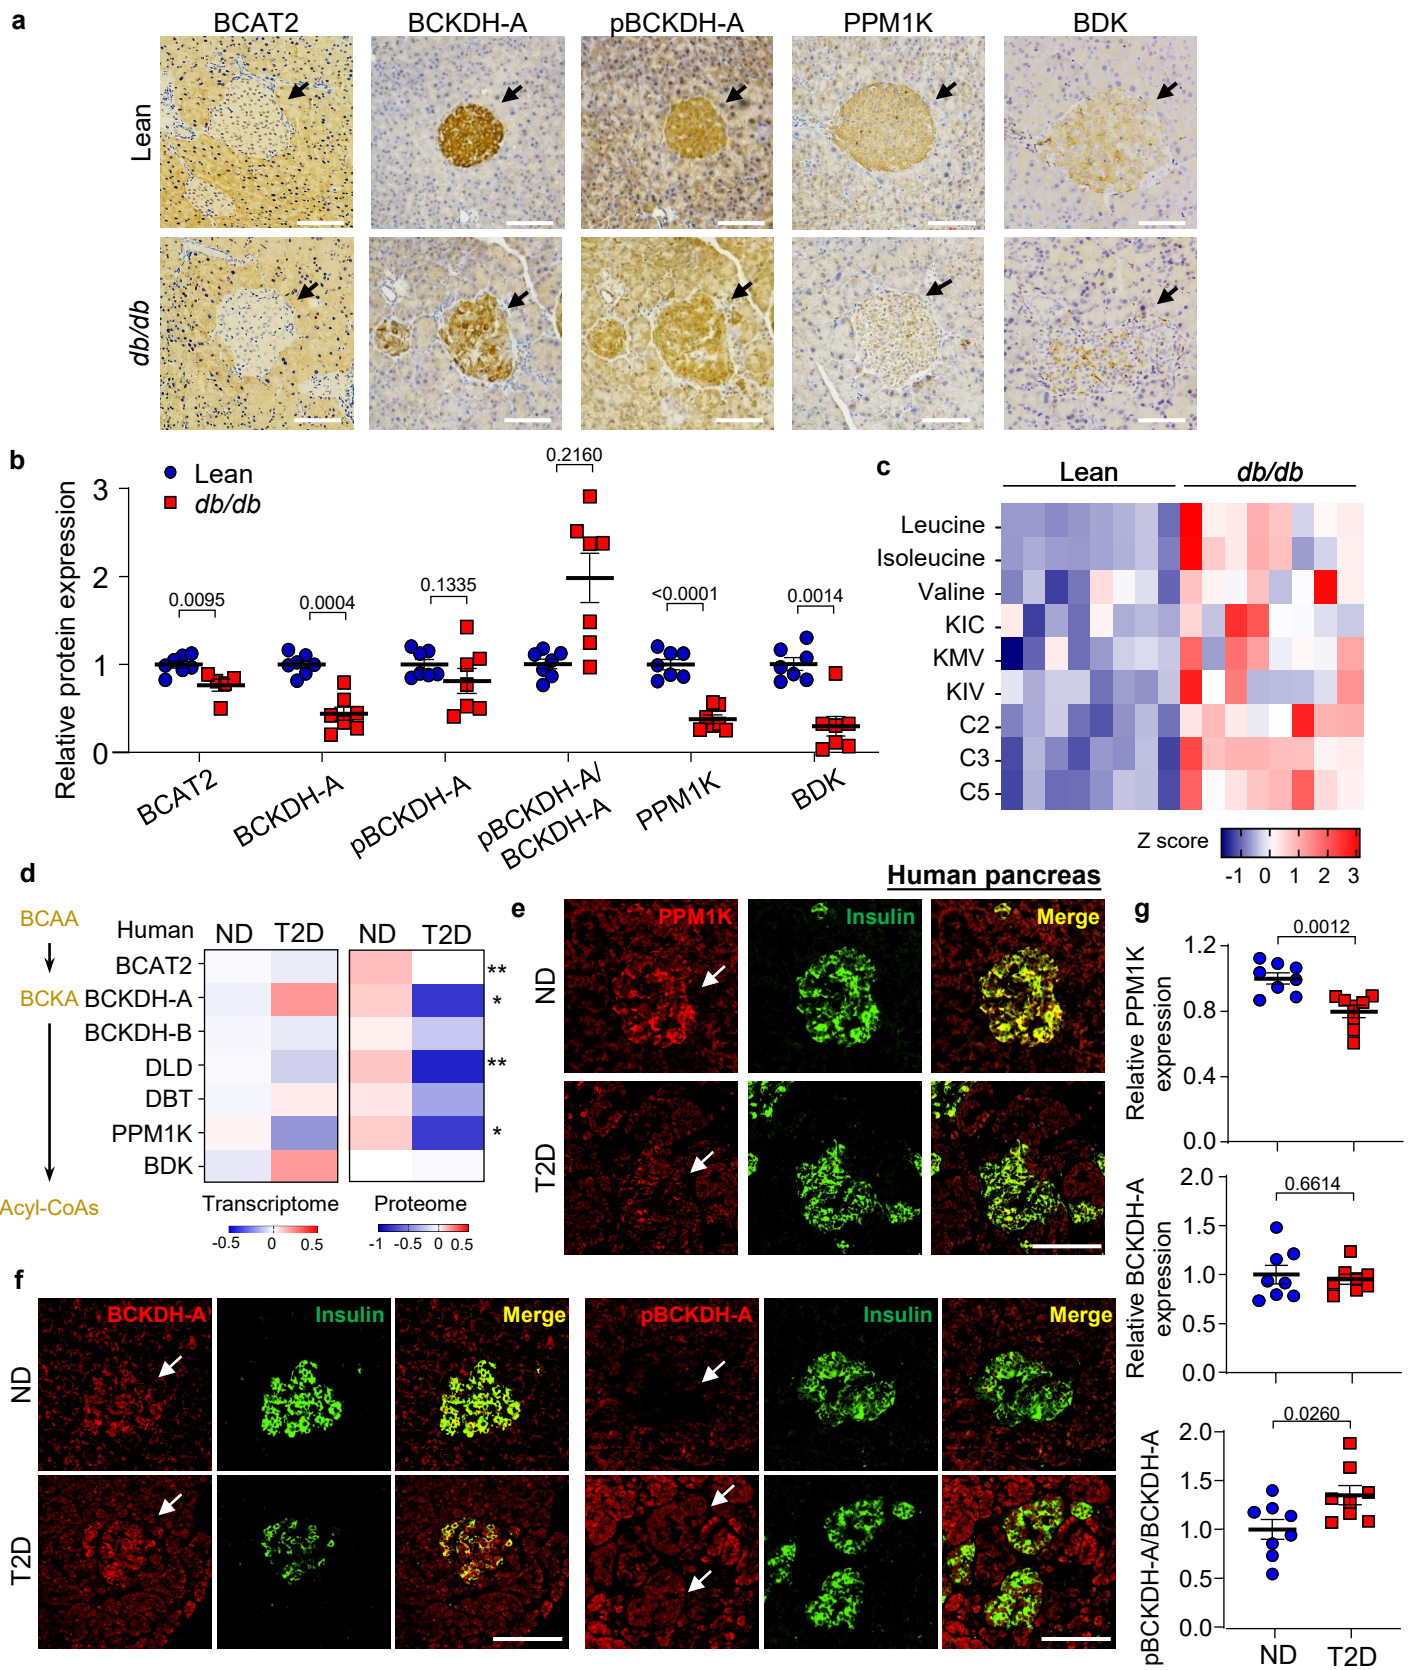 a
BCAT2 BCKDH-A pBCKDH-A PPM1K BDK
Lean
db/db
b
Lean
db/db
Relative protein expression
3
2
1
0
0.0095
0.0004
0.1335
0.2160
<0.0001
0.0014
BCAT2
BCKDH-A
pBCKDH-A
pBCKDH-A/
BCKDH-A
PPM1K
BDK
c
Lean db/db
Leucine
Isoleucine
Valine
KIC
KMV
KIV
C2
C3
C5
Z score
-1 0 1 2 3
d
BCAA
BCKA
Acyl-CoAs
Human ND T2D ND T2D
BCAT2 **
BCKDH-A *
BCKDH-B
DLD **
DBT
PPM1K *
BDK
Transcriptome Proteome
-0.5 0 0.5 -1 -0.5 0 0.5
Human pancreas
e
PPM1K Insulin Merge
ND
T2D
f
BCKDH-A Insulin Merge pBCKDH-A Insulin Merge
ND
T2D
g
Relative PPM1K
expression
1.2
0.8
0.4
0.0
0.0012
Relative BCKDH-A
expression
2.0
1.5
1.0
0.5
0.0
0.6614
pBCKDH-A/BCKDH-A
2.0
1.5
1.0
0.5
0.0
0.0260
ND T2D